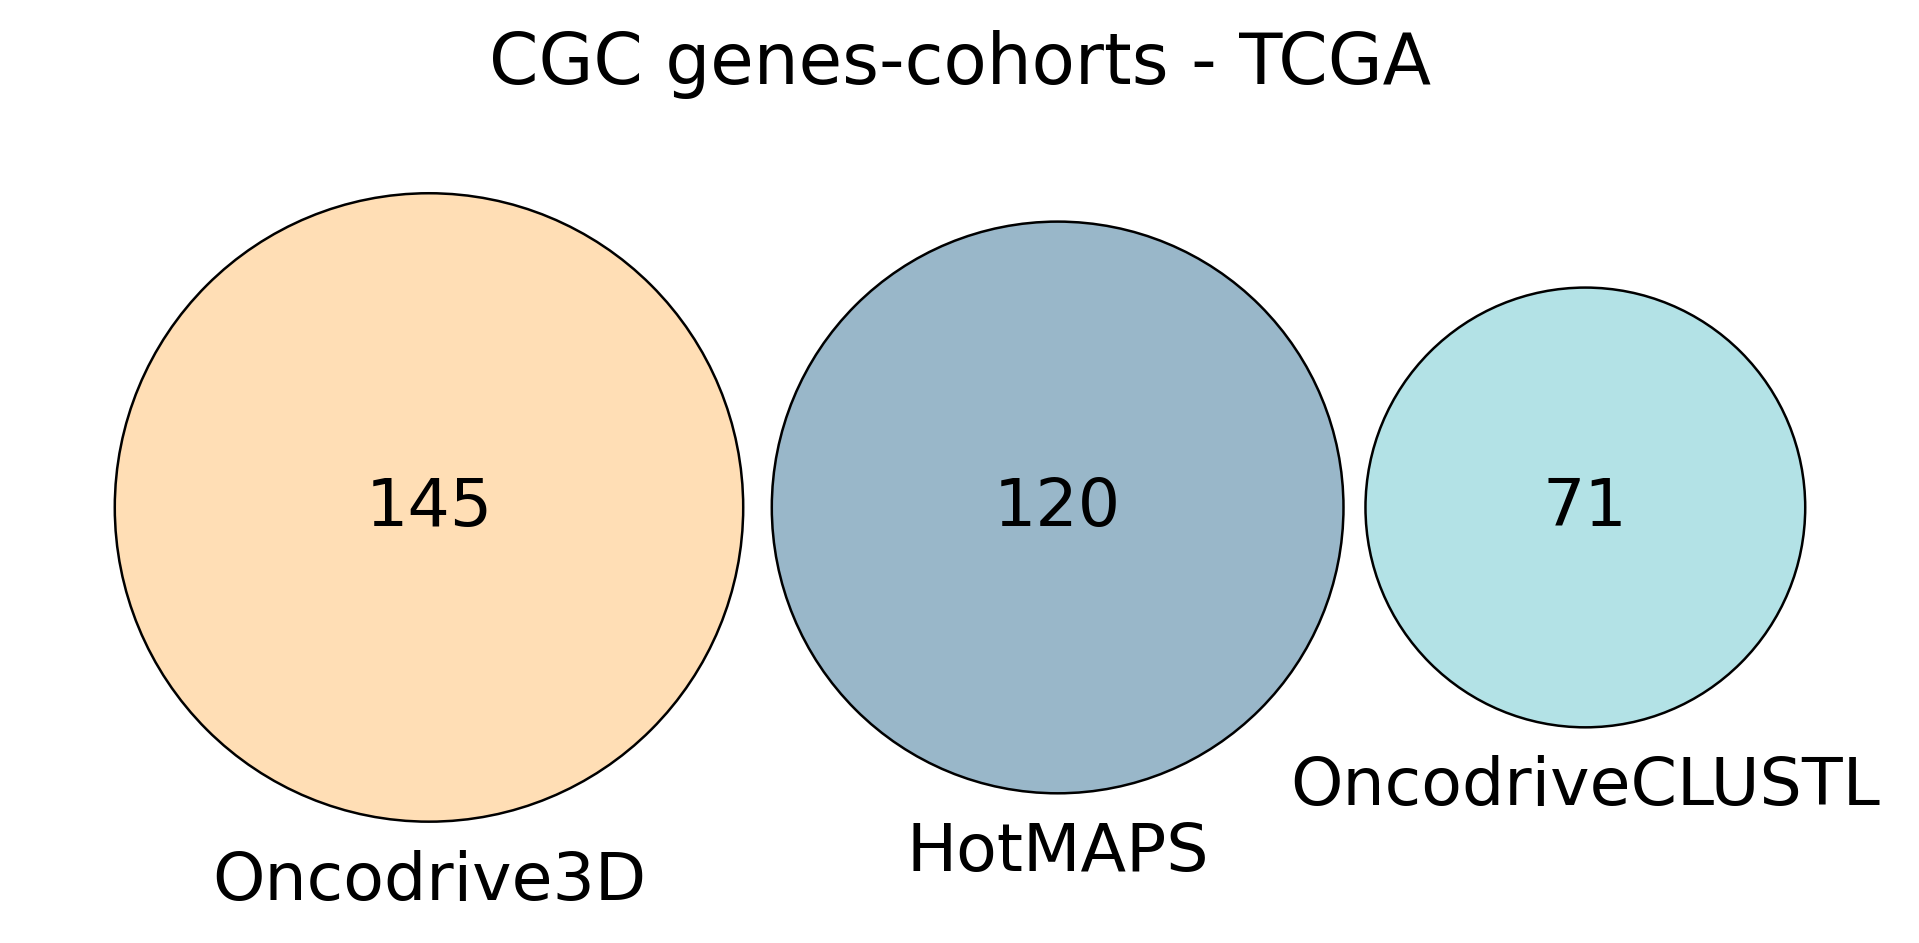 CGC genes-cohorts - TCGA
145
120
71
Oncodrive3D
HotMAPS
OncodriveCLUSTL